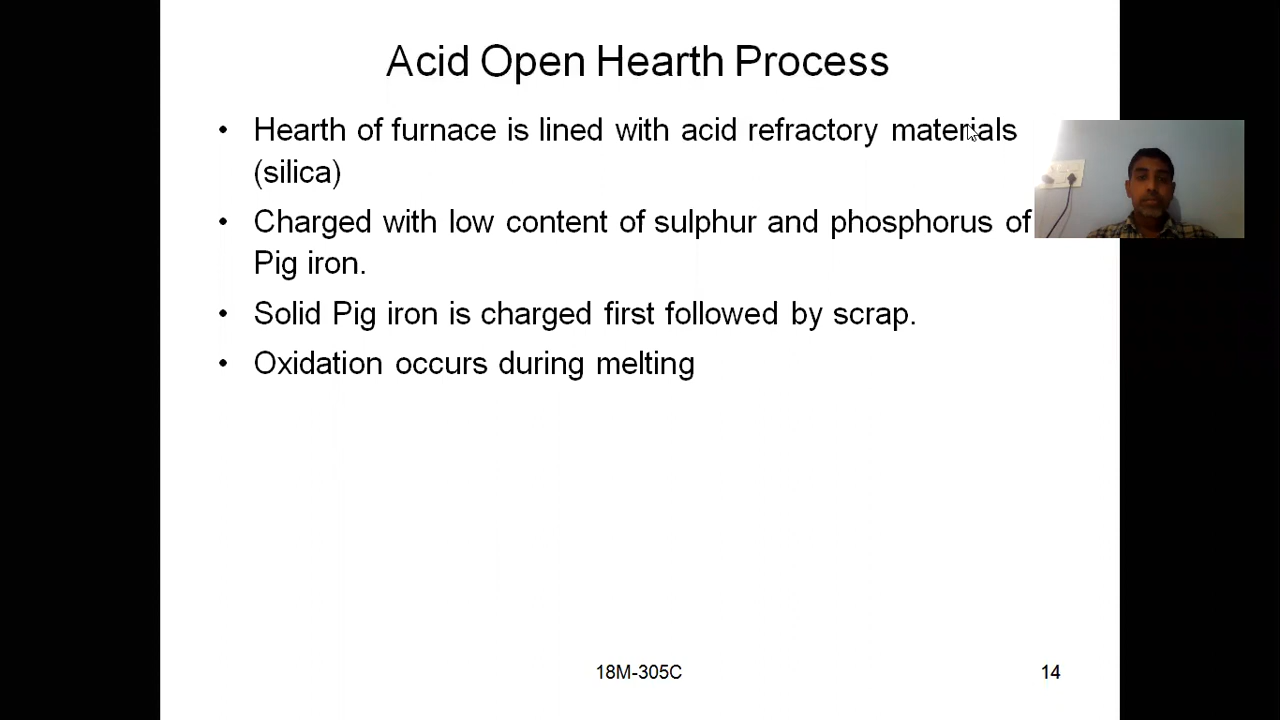 Acid Open Hearth Process
• Hearth of furnace is lined with acid refractory materials
(silica)
• Charged with low content of sulphur and phosphorus of
Pig iron.
• Solid Pig iron is charged first followed by scrap.
• Oxidation occurs during melting
18M-305C
14